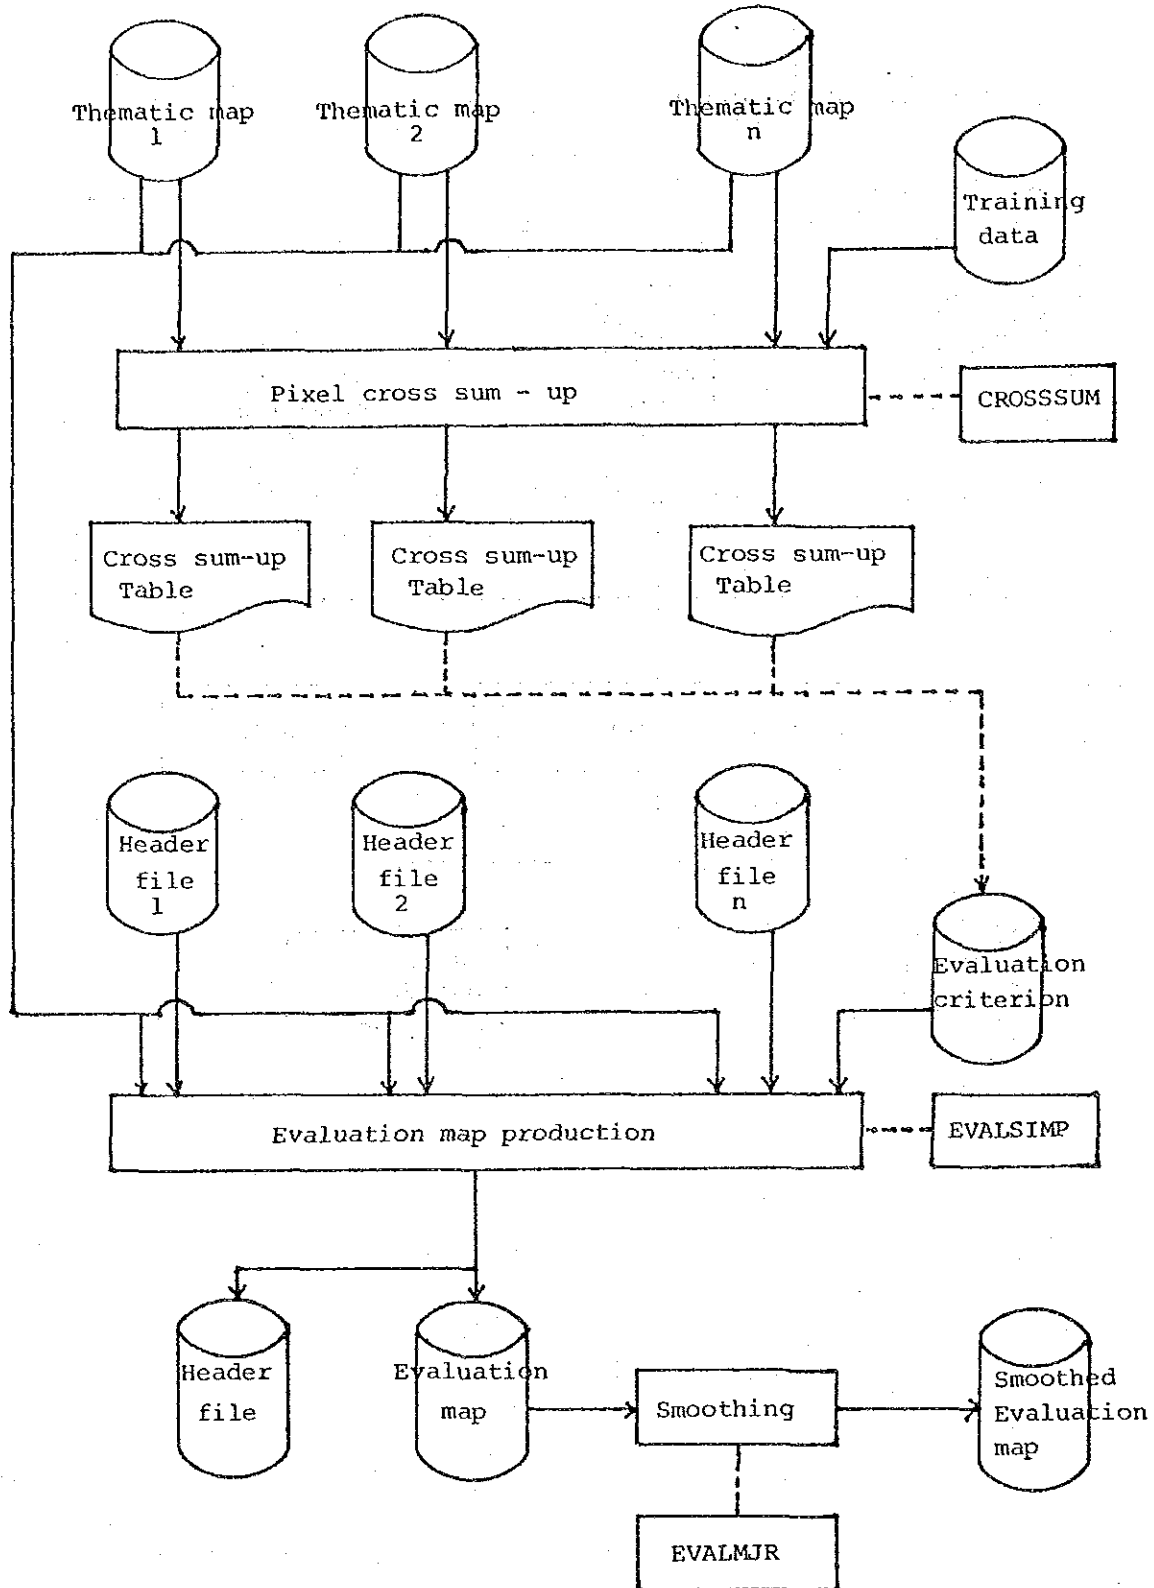 Thematic map
1
Thematic map
2
Thematic map
n
Training
data
Pixel cross sum - up
CROSSSUM
Cross sum-up
Table
Cross sum-up
Table
Cross sum-up
Table
Header
file
1
Header
file
2
Header
file
n
Evaluation
criterion
Evaluation map production
EVALSIMP
Header
file
Evaluation
map
Smoothing
Smoothed
Evaluation
map
EVALMJR